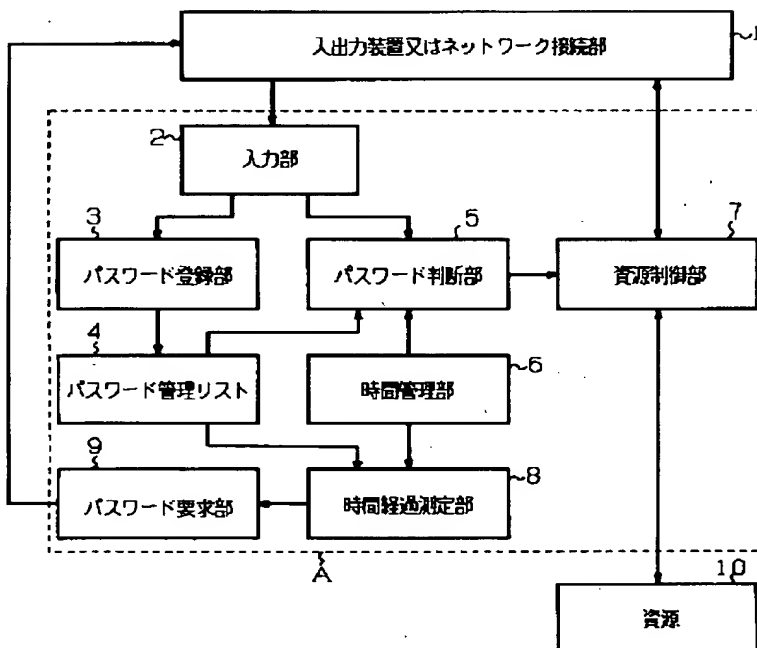 1
入出力装置又はネットワーク接続部
2
入力部
3
パスワード登録部
5
パスワード判断部
7
資源制御部
4
パスワード管理リスト
6
時間管理部
9
パスワード要求部
8
時間経過測定部
A
10
資源